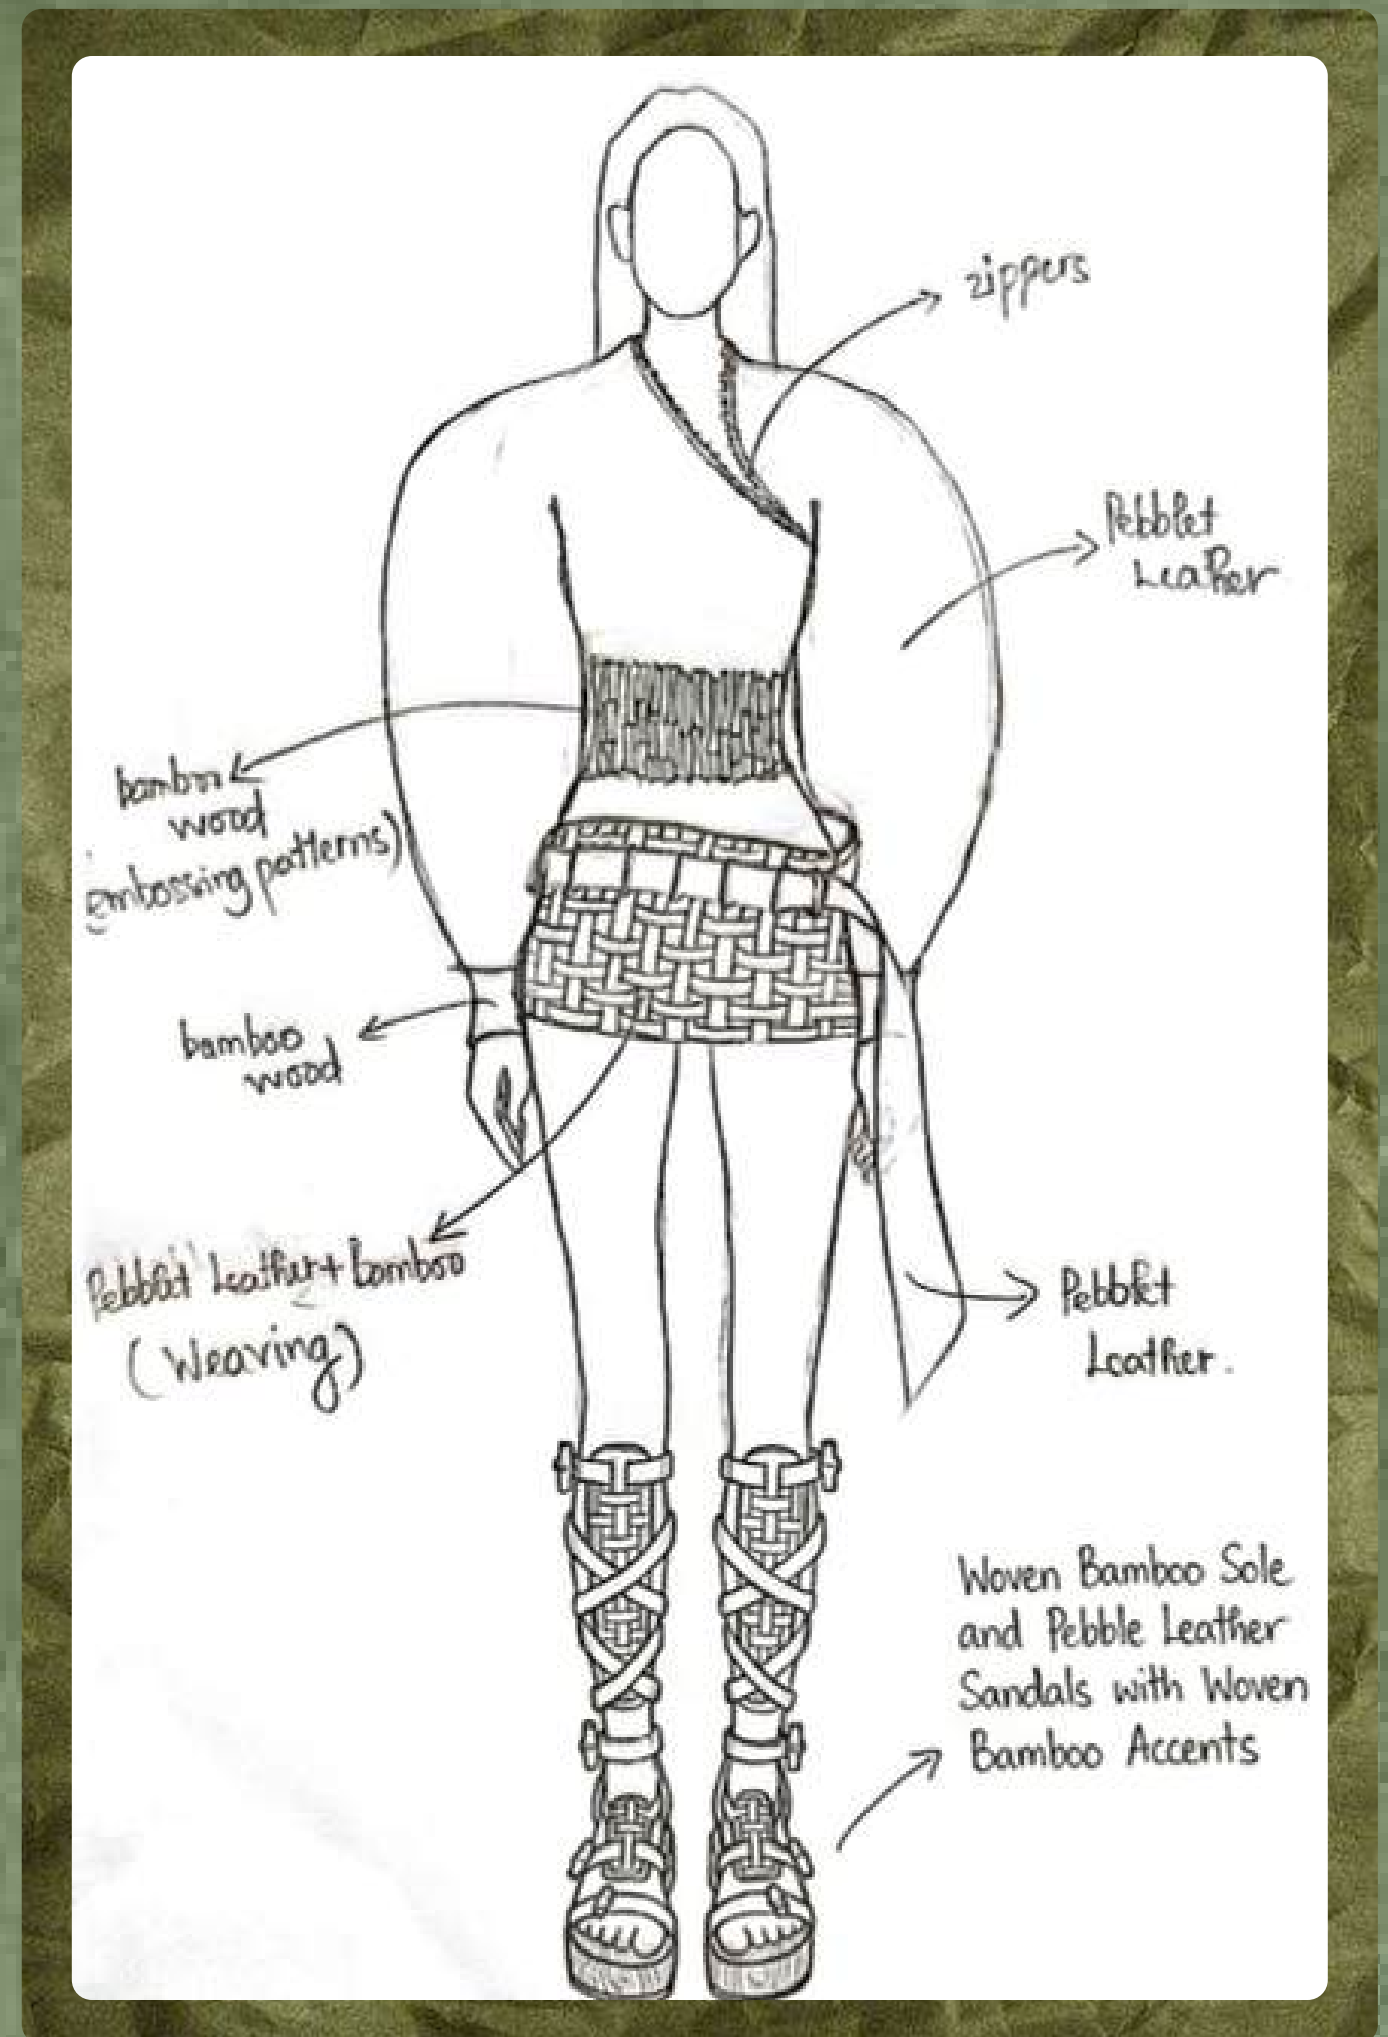 zippers
Pebblet
Leather
bamboo
wood
(embossing patterns)
bamboo
wood
Pebblet Leather + bamboo
(Weaving)
Pebblet
Leather.
Woven Bamboo Sole
and Pebble Leather
Sandals with Woven
Bamboo Accents